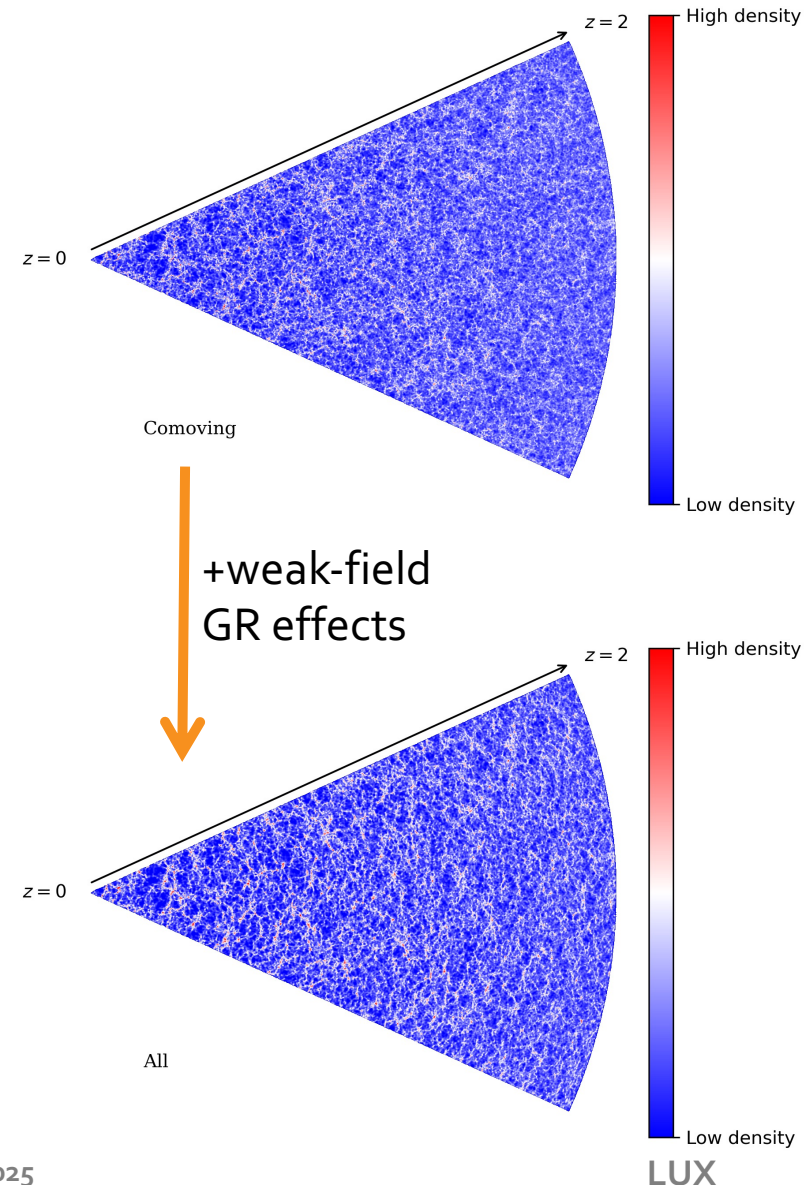 z = 2
High density
z = 0
Comoving
Low density
+weak-field
GR effects
z = 2
High density
z = 0
All
Low density
025
LUX